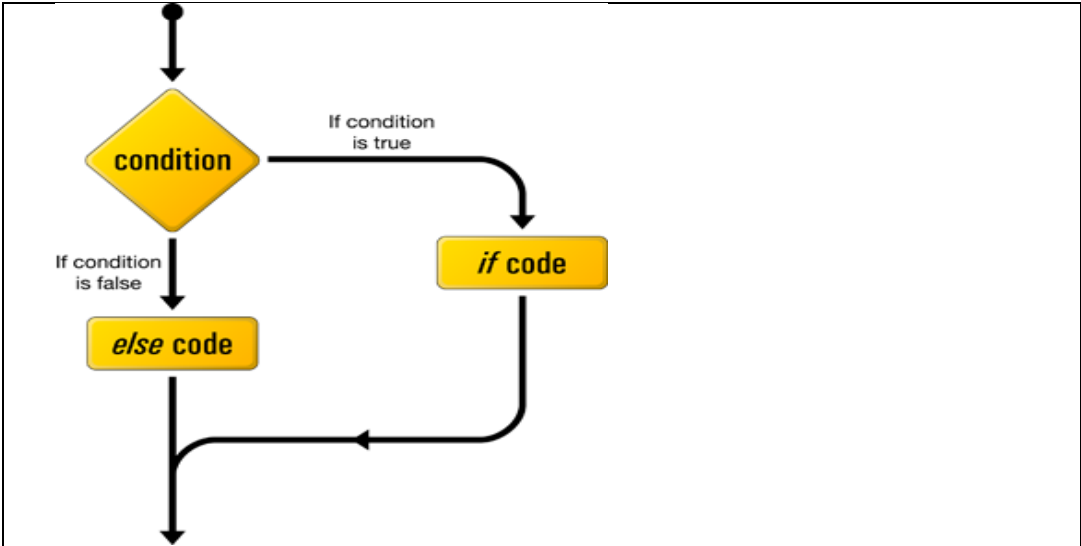 condition
If condition
is true
if code
If condition
is false
else code